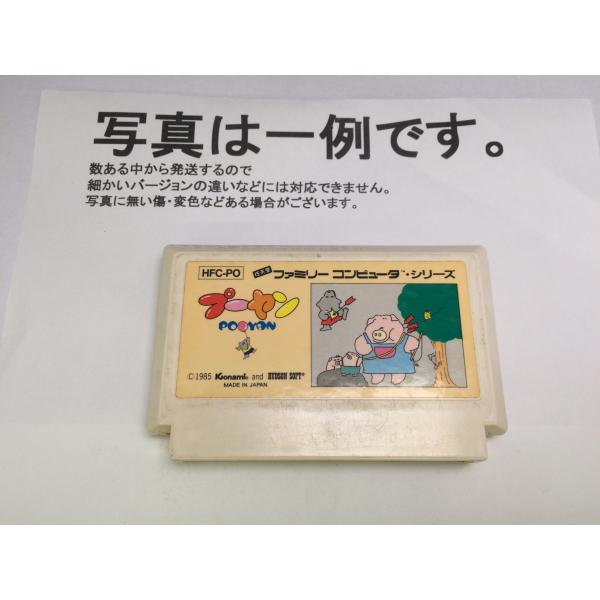 写真は一例です。
数ある中から発送するので
細かいバージョンの違いなどには対応できません。
写真に無い傷・変色などある場合がございます。
HFC-PO
任天堂 ファミリー コンピュータ™・シリーズ
プーヤン
POOYAN
©1985 Konami® and HUDSON SOFT®
MADE IN JAPAN